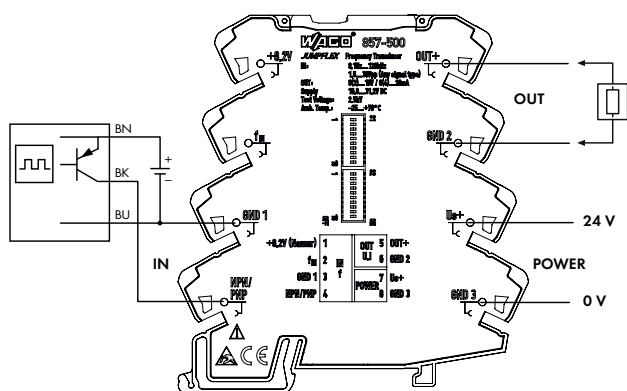 WAGO 857-500
JUMPFLEX Frequency Transducer
+8,2V
OUT+
OUT
fIN
GND 2
BN
+
BK
−
BU
GND 1
Us+
24 V
+8,2V (Namur) 1
fIN 2
GND 1 3
NPN/PNP 4
IN
f
OUT
U,I
POWER
5 OUT+
6 GND 2
7 Us+
8 GND 3
IN
POWER
NPN/
PNP
GND 3
0 V
CE